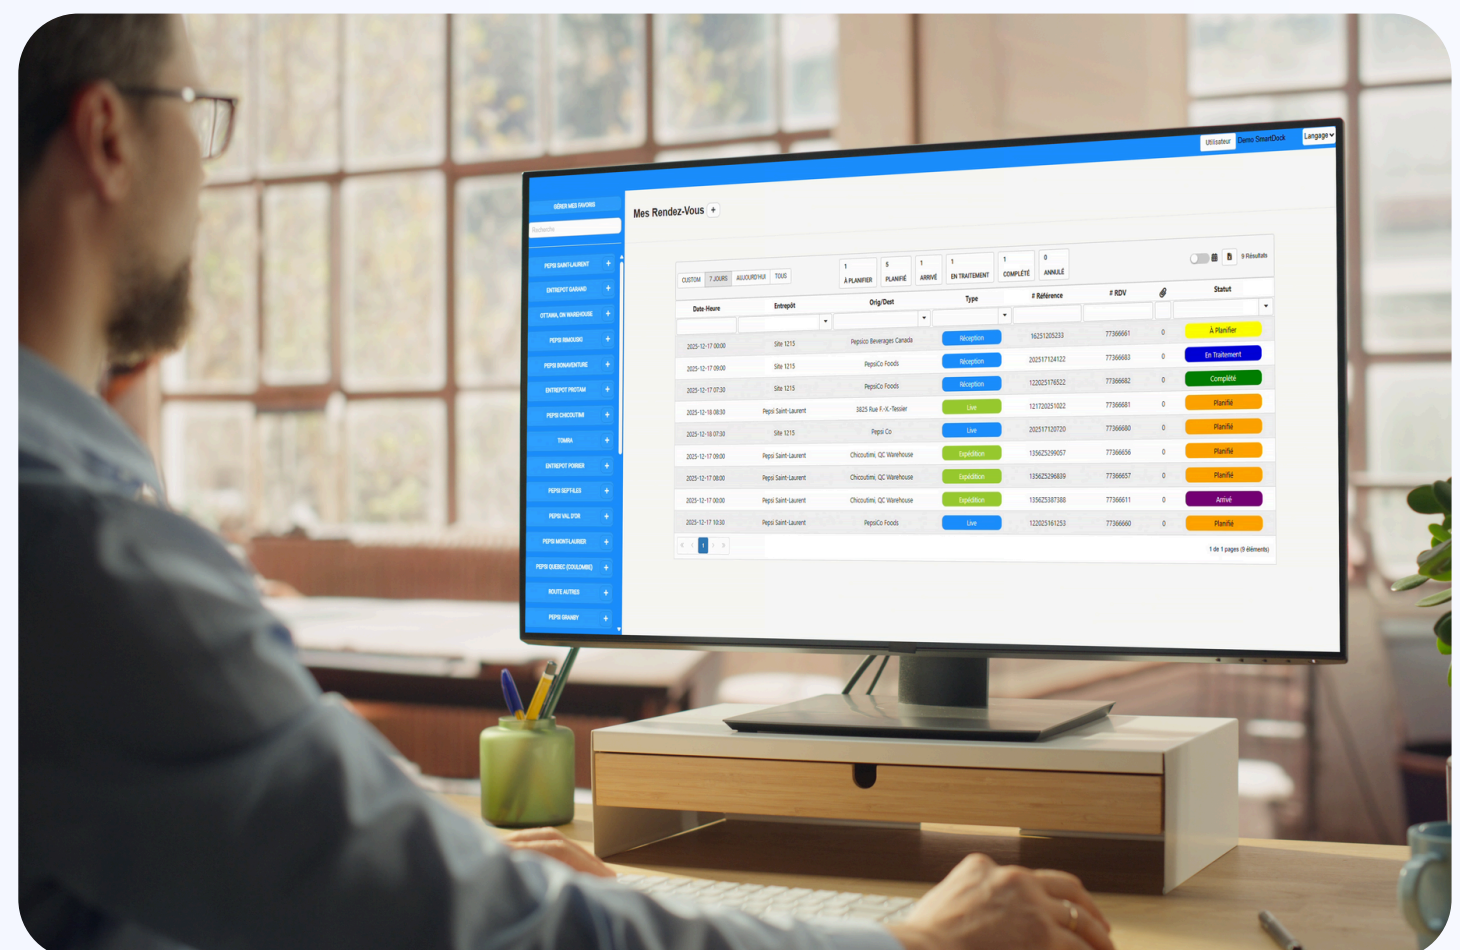 Utilisateur Demo SmartDock Langage
GÉRER MES FAVORIS
Recherche
PEPSI SAINT-LAURENT +
ENTREPOT GARAND +
OTTAWA, ON WAREHOUSE +
PEPSI RIMOUSKI +
PEPSI BONAVENTURE +
ENTREPOT PROTAM +
PEPSI CHICOUTIMI +
TOMRA +
ENTREPOT POIRIER +
PEPSI SEPT-ILES +
PEPSI VAL D'OR +
PEPSI MONT-LAURIER +
PEPSI QUEBEC (COULOMBE) +
ROUTE AUTRES +
PEPSI GRANBY +
Mes Rendez-Vous +
CUSTOM 7 JOURS AUJOURD'HUI TOUS
1 À PLANIFIER
5 PLANIFIÉ
1 ARRIVÉ
1 EN TRAITEMENT
1 COMPLÉTÉ
0 ANNULÉ
9 Résultats
Date-Heure Entrepôt Orig/Dest Type # Référence # RDV Statut
2025-12-17 00:00 Site 1215 Pepsico Beverages Canada Réception 16251205233 77366661 0 À Planifier
2025-12-17 09:00 Site 1215 PepsiCo Foods Réception 202517124122 77366683 0 En Traitement
2025-12-17 07:30 Site 1215 PepsiCo Foods Réception 122025176522 77366682 0 Complété
2025-12-18 08:30 Pepsi Saint-Laurent 3825 Rue F.-X.-Tessier Live 121720251022 77366681 0 Planifié
2025-12-18 07:30 Site 1215 Pepsi Co Live 202517120720 77366680 0 Planifié
2025-12-17 09:00 Pepsi Saint-Laurent Chicoutimi, QC Warehouse Expédition 1356Z5299057 77366656 0 Planifié
2025-12-17 08:00 Pepsi Saint-Laurent Chicoutimi, QC Warehouse Expédition 1356Z5296839 77366657 0 Planifié
2025-12-17 00:00 Pepsi Saint-Laurent Chicoutimi, QC Warehouse Expédition 1356Z5387388 77366611 0 Arrivé
2025-12-17 10:30 Pepsi Saint-Laurent PepsiCo Foods Live 122025161253 77366660 0 Planifié
1
1 de 1 pages (9 éléments)